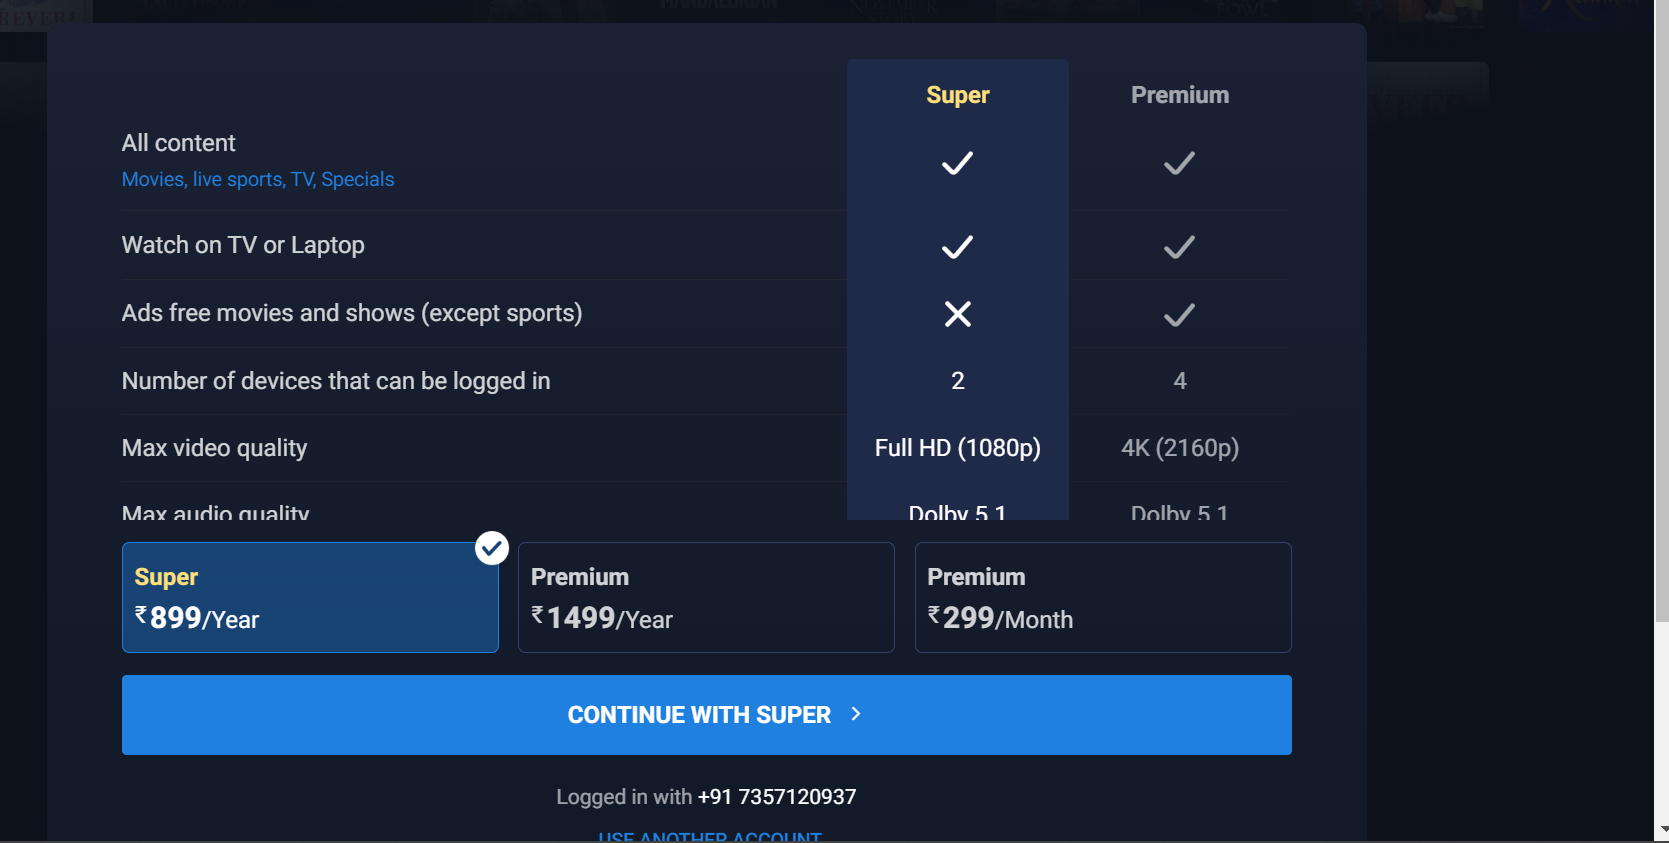 REVER
MANDALORIAN
Super Premium
All content
Movies, live sports, TV, Specials
Watch on TV or Laptop
Ads free movies and shows (except sports)
Number of devices that can be logged in 2 4
Max video quality Full HD (1080p) 4K (2160p)
Max audio quality Dolby 5.1 Dolby 5.1
Super
₹899/Year
Premium
₹1499/Year
Premium
₹299/Month
CONTINUE WITH SUPER >
Logged in with +91 7357120937
USE ANOTHER ACCOUNT